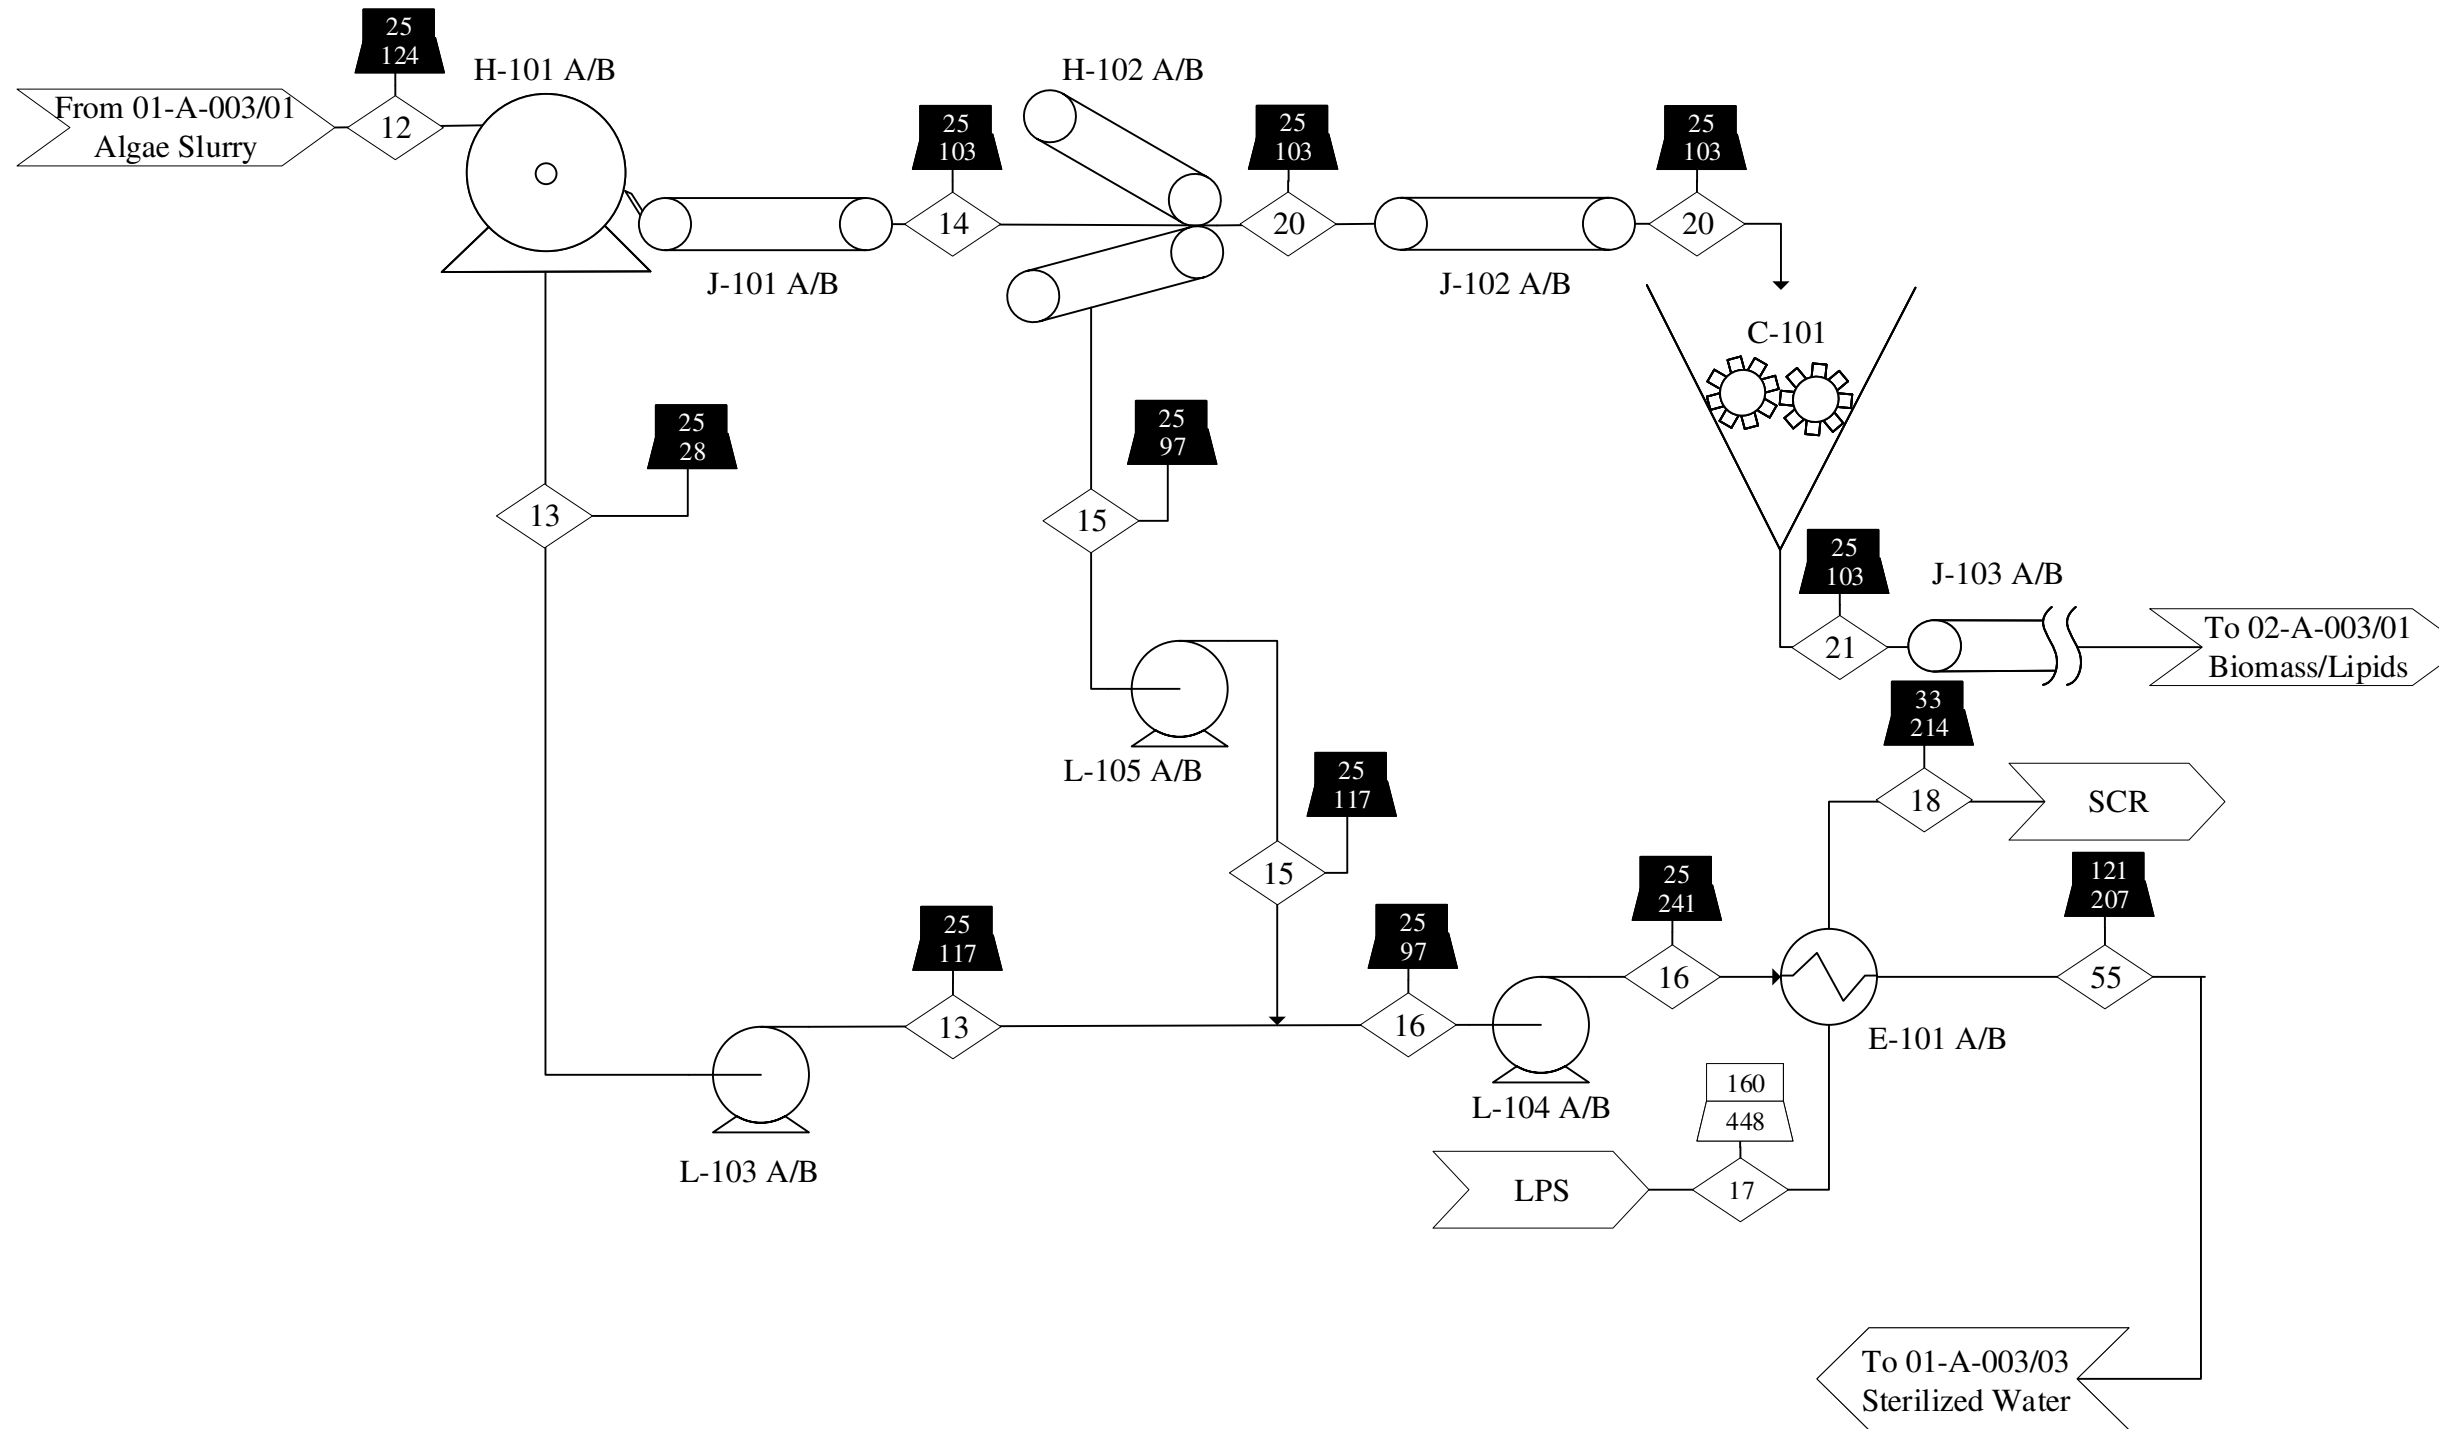 25
124
H-101 A/B
H-102 A/B
From 01-A-003/01
Algae Slurry
12
25
103
14
25
103
20
25
103
20
J-101 A/B
J-102 A/B
C-101
25
28
13
25
97
15
25
103
J-103 A/B
21
To 02-A-003/01
Biomass/Lipids
L-105 A/B
33
214
18
SCR
25
117
15
25
241
16
121
207
55
25
117
13
25
97
16
E-101 A/B
L-104 A/B
160
448
17
LPS
L-103 A/B
To 01-A-003/03
Sterilized Water